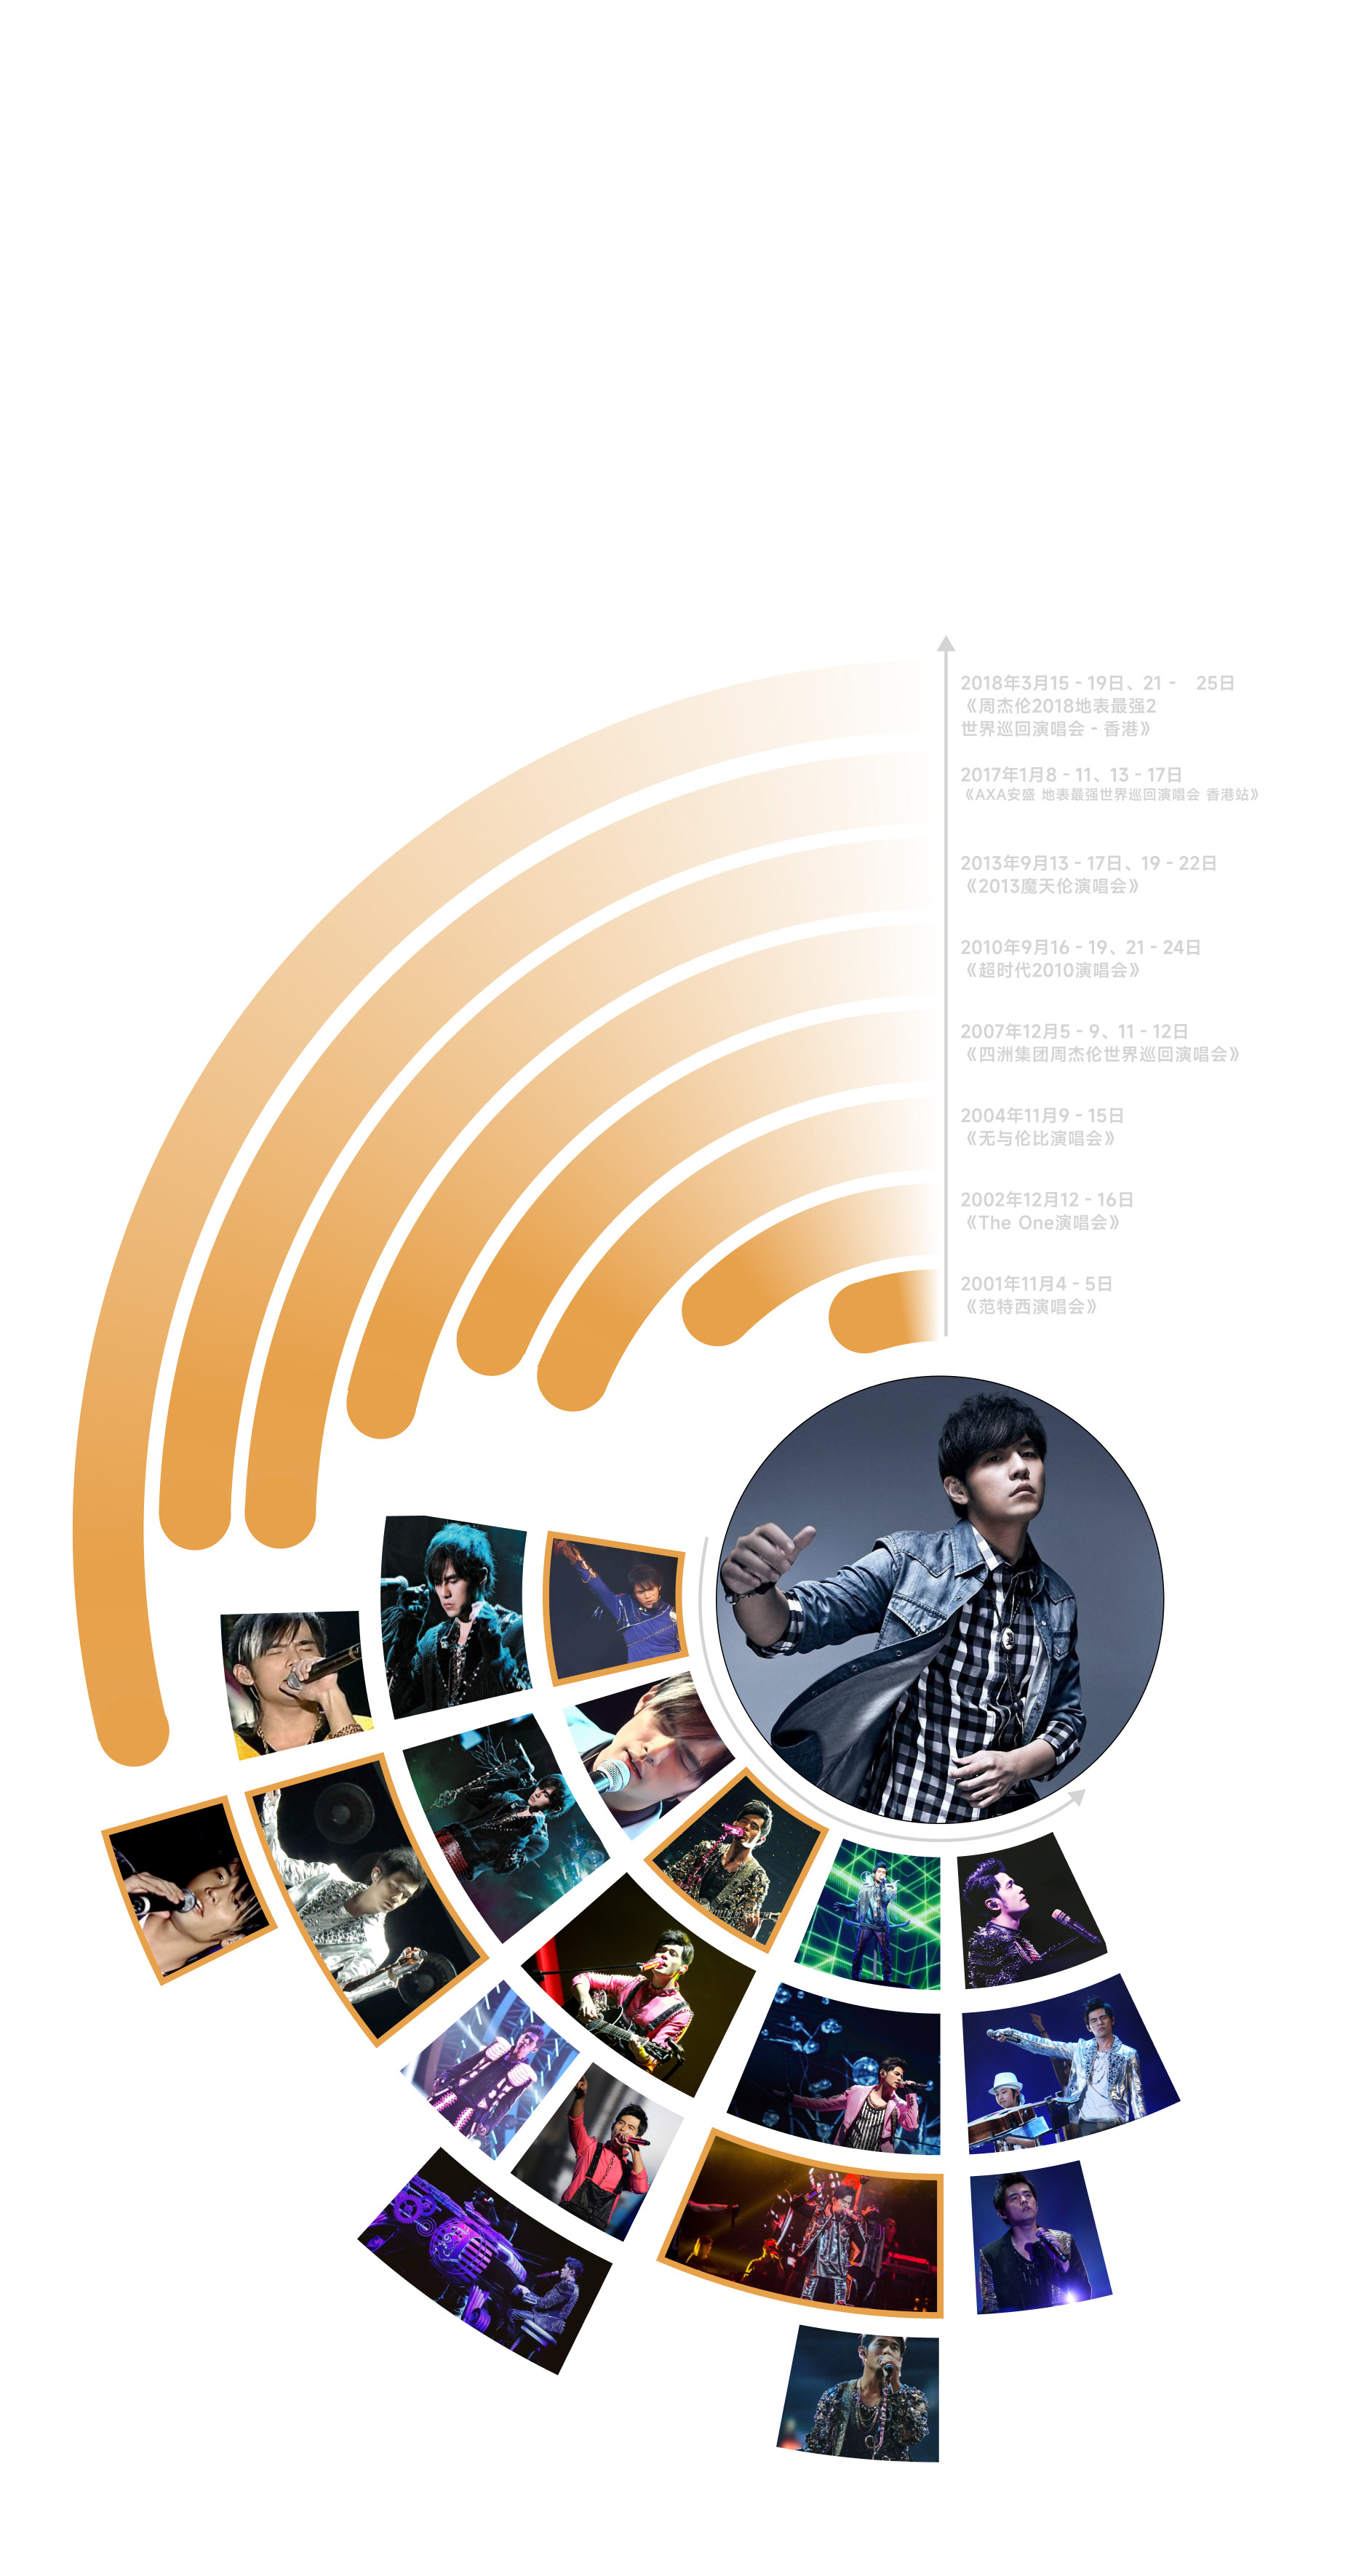 2018年3月15 - 19日、21 - 25日
《周杰伦2018地表最强2
世界巡回演唱会 - 香港》
2017年1月8 - 11、13 - 17日
《AXA安盛 地表最强世界巡回演唱会 香港站》
2013年9月13 - 17日、19 - 22日
《2013魔天伦演唱会》
2010年9月16 - 19、21 - 24日
《超时代2010演唱会》
2007年12月5 - 9、11 - 12日
《四洲集团周杰伦世界巡回演唱会》
2004年11月9 - 15日
《无与伦比演唱会》
2002年12月12 - 16日
《The One演唱会》
2001年11月4 - 5日
《范特西演唱会》